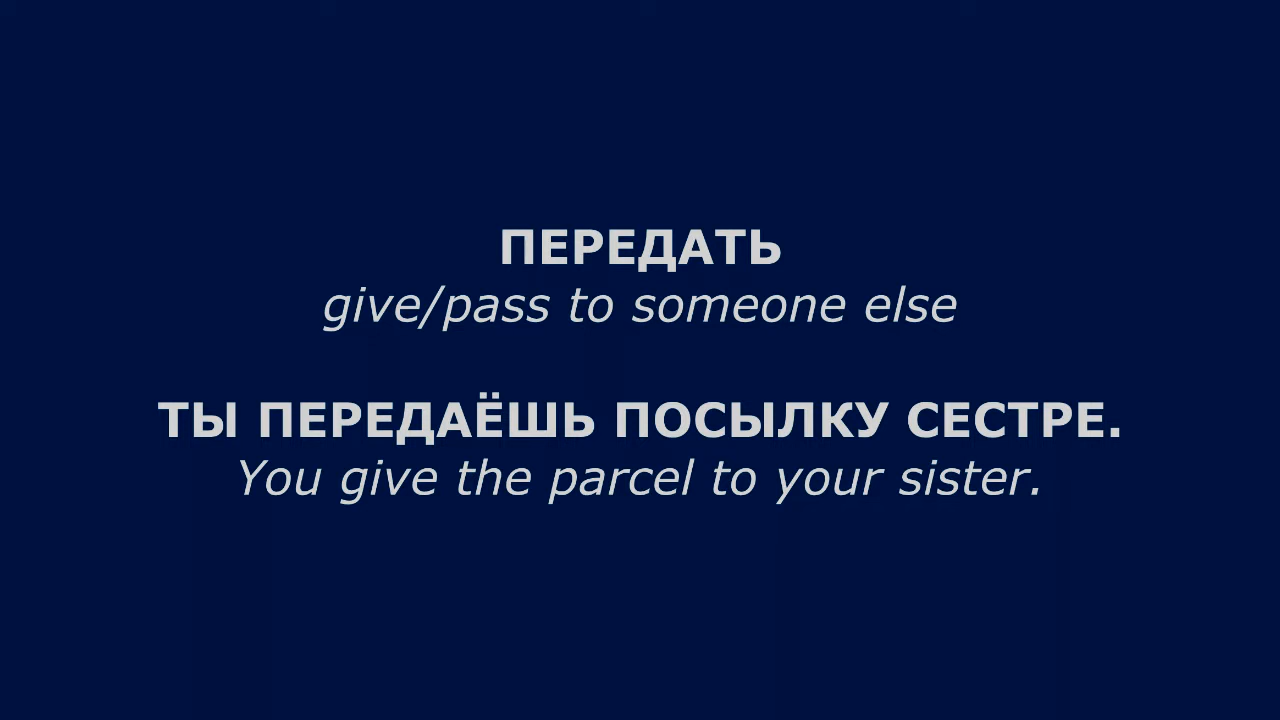 ПЕРЕДАТЬ
give/pass to someone else
ТЫ ПЕРЕДАЁШЬ ПОСЫЛКУ СЕСТРЕ.
You give the parcel to your sister.